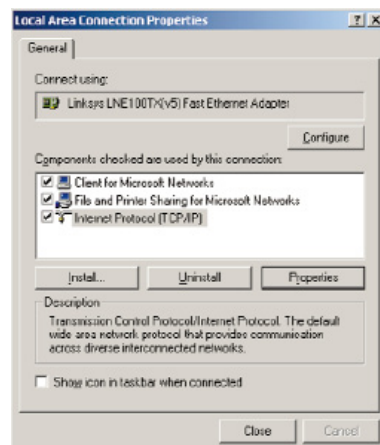 Local Area Connection Properties
General
Connect using:
Linksys LNE100TX(v5) Fast Ethernet Adapter
Configure
Components checked are used by this connection:
Client for Microsoft Networks
File and Printer Sharing for Microsoft Networks
Internet Protocol (TCP/IP)
Install... Uninstall Properties
Description
Transmission Control Protocol/Internet Protocol. The default
wide area network protocol that provides communication
across diverse interconnected networks.
Show icon in taskbar when connected
Close Cancel